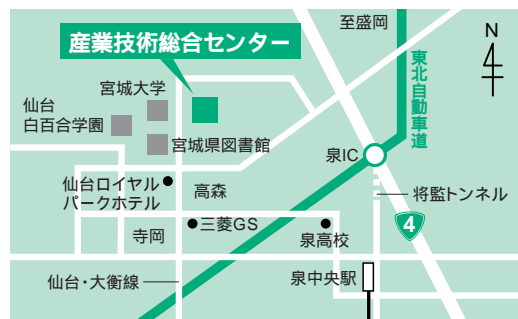 至盛岡
N
産業技術総合センター
東北自動車道
宮城大学
仙台
白百合学園
宮城県図書館
泉IC
仙台ロイヤル
パークホテル
高森
将監トンネル
三菱GS
4
寺岡
泉高校
仙台・大衡線
泉中央駅